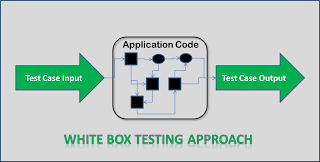 Application Code
Test Case Input
Test Case Output
WHITE BOX TESTING APPROACH